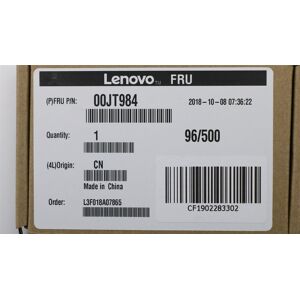 Lenovo™ FRU
(P)FRU P/N: 00JT984 2018-10-08 07:36:22
Quantity: 1 96/500
(4L)Origin: CN
Made in China
Order: L3F018A07865
CF1902283302